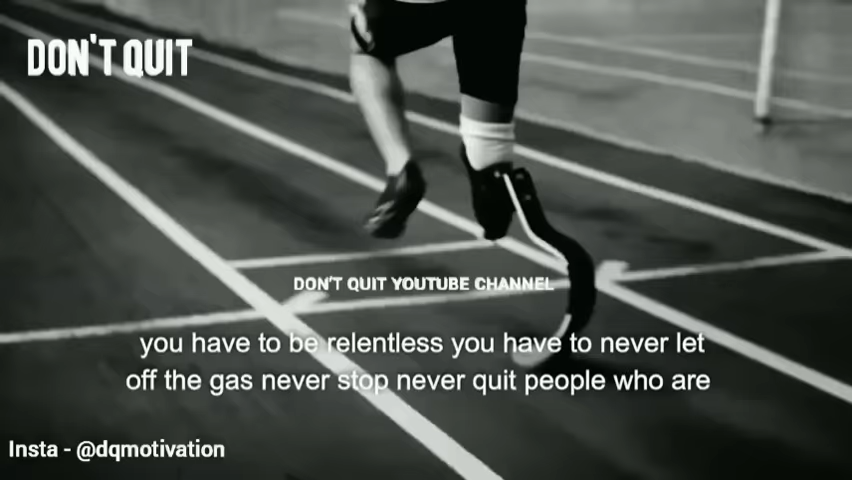 DON'T QUIT
DON'T QUIT YOUTUBE CHANNEL
you have to be relentless you have to never let
off the gas never stop never quit people who are
Insta - @dqmotivation